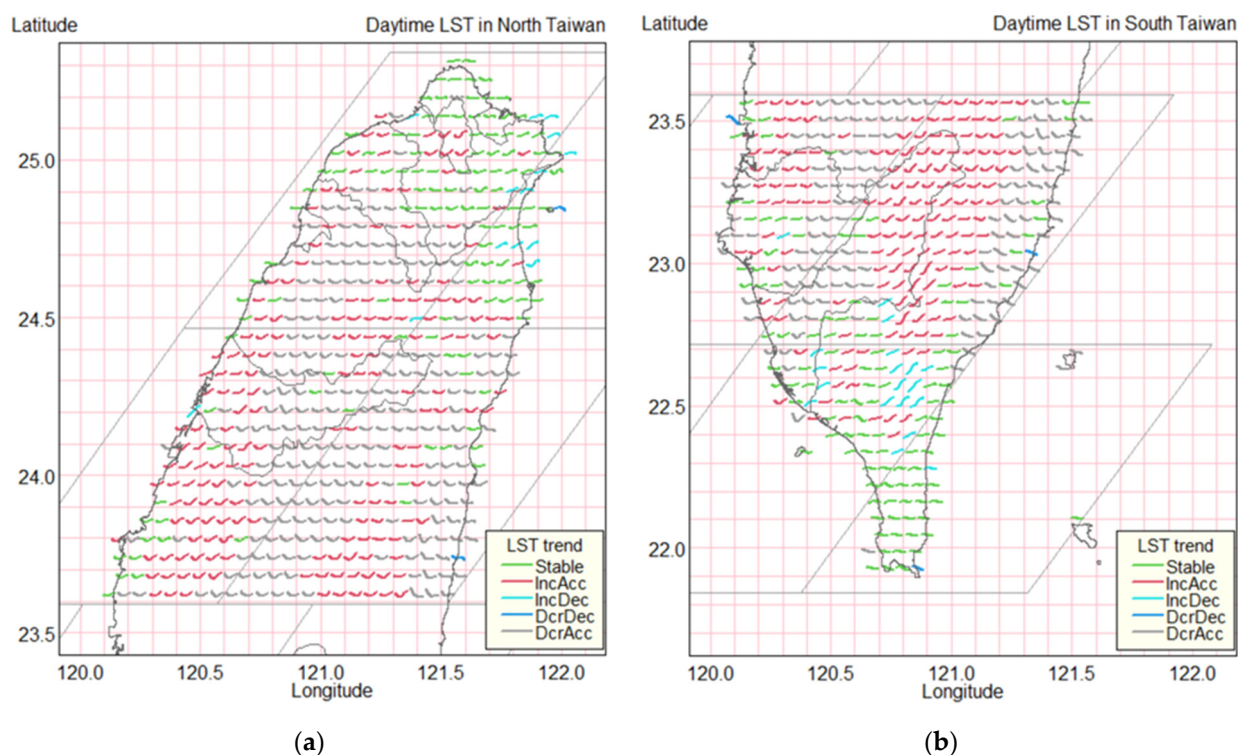 Latitude Daytime LST in North Taiwan
25.0
24.5
24.0
23.5
LST trend
Stable
IncAcc
IncDec
DcrDec
DcrAcc
120.0 120.5 121.0 121.5 122.0
Longitude
(a)
Latitude Daytime LST in South Taiwan
23.5
23.0
22.5
22.0
LST trend
Stable
IncAcc
IncDec
DcrDec
DcrAcc
120.0 120.5 121.0 121.5 122.0
Longitude
(b)